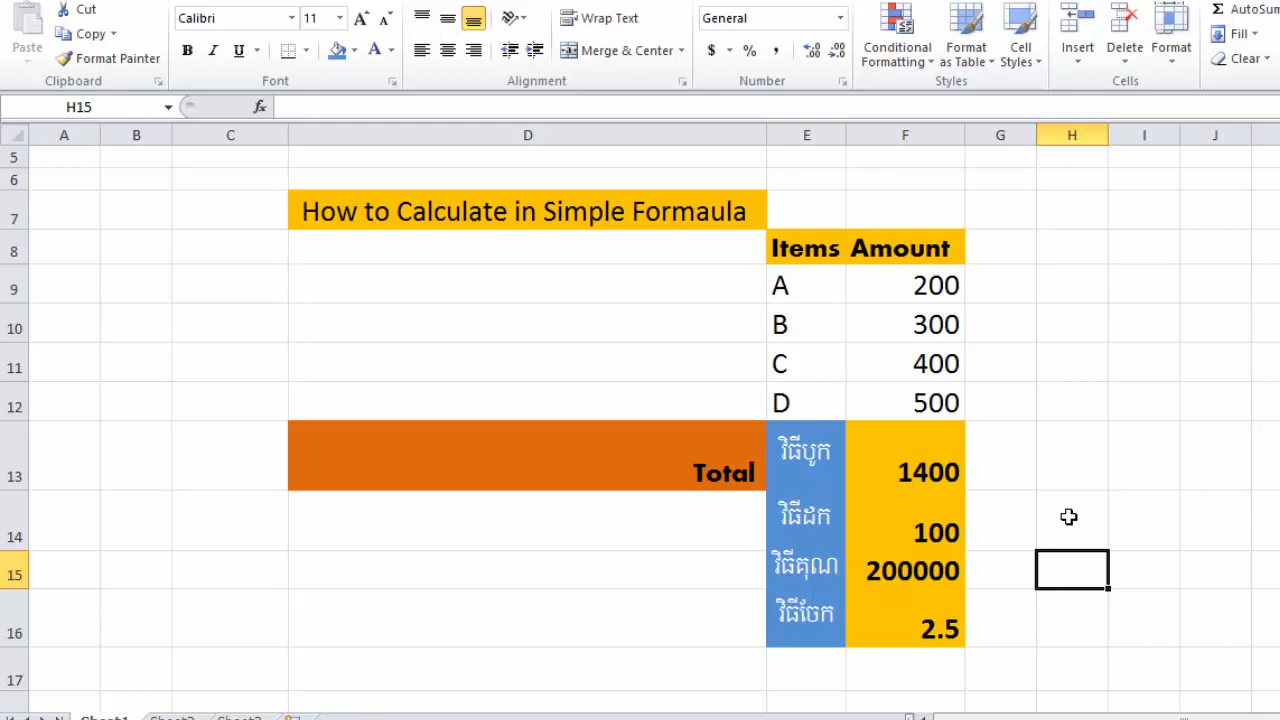 Cut
Calibri 11
Wrap Text
General
AutoSum
Paste
Copy
Fill
Format Painter
B I U
Merge & Center
$ % ,
Conditional Formatting
Format as Table
Cell Styles
Insert
Delete
Format
Clear
Clipboard
Font
Alignment
Number
Styles
Cells
H15
fx
A B C D E F G H I J
5
6
7 How to Calculate in Simple Formaula
8 Items Amount
9 A 200
10 B 300
11 C 400
12 D 500
13 Total វិធីបូក 1400
14 វិធីដក 100
15 វិធីគុណ 200000
16 វិធីចែក 2.5
17
Sheet1 Sheet2 Sheet3